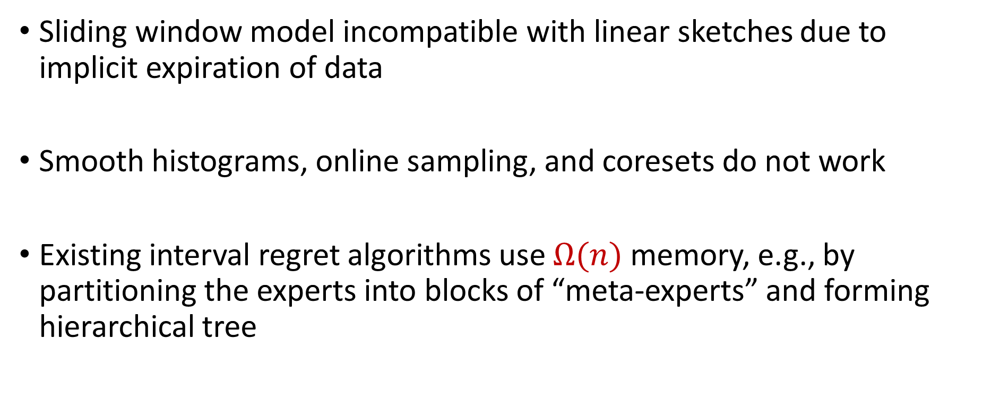 • Sliding window model incompatible with linear sketches due to
implicit expiration of data
• Smooth histograms, online sampling, and coresets do not work
• Existing interval regret algorithms use Ω(n) memory, e.g., by
partitioning the experts into blocks of “meta-experts” and forming
hierarchical tree